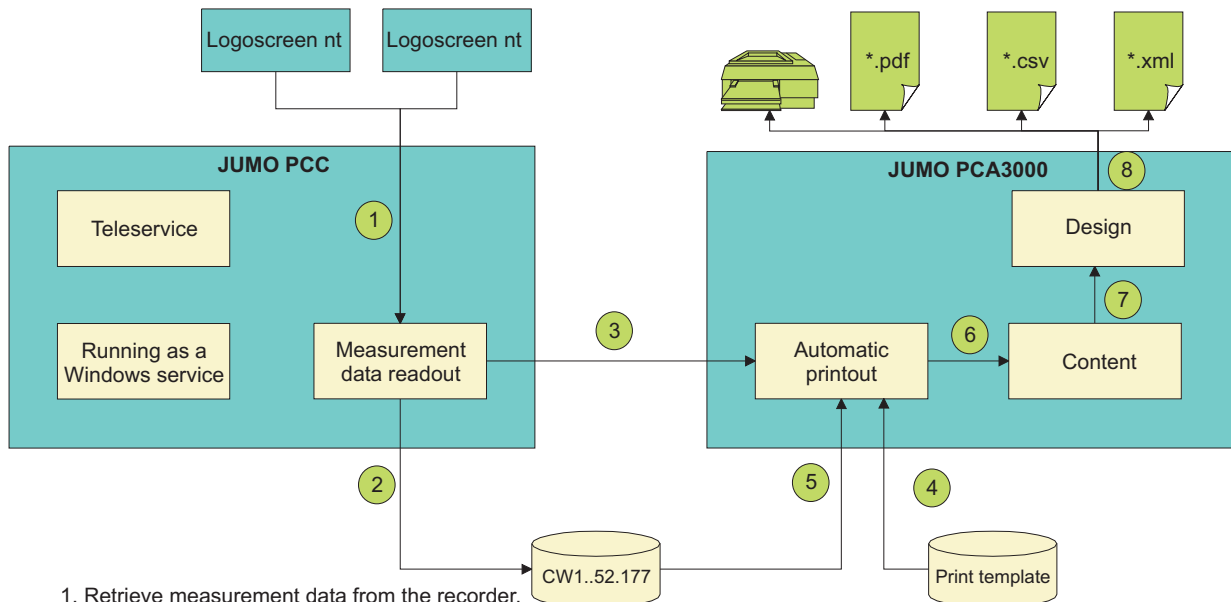 Logoscreen nt
Logoscreen nt
*.pdf
*.csv
*.xml
JUMO PCC
JUMO PCA3000
8
Teleservice
1
Design
7
Running as a
Windows service
Measurement
data readout
3
Automatic
printout
6
Content
2
5
4
CW1..52.177
Print template
1. Retrieve measurement data from the recorder.